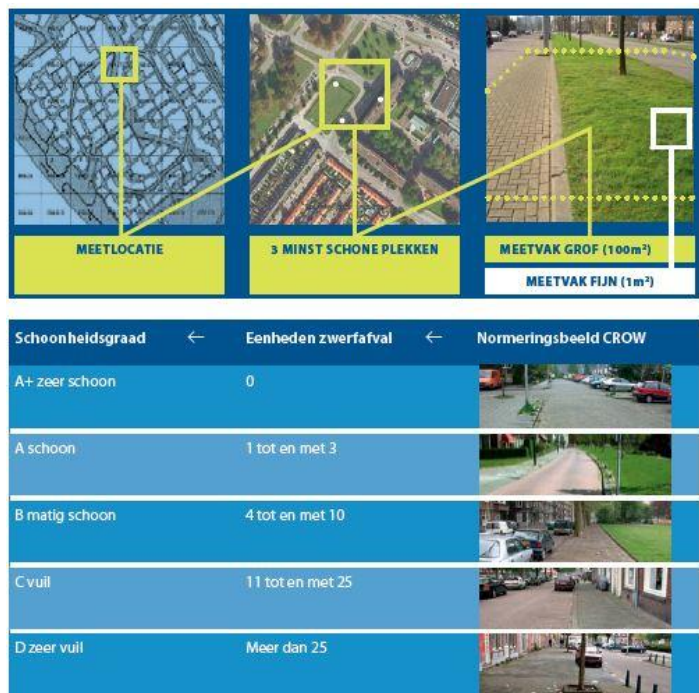 MEETLOCATIE
3 MINST SCHONE PLEKKEN
MEETVAK GROF (100m²)
MEETVAK FIJN (1m²)
Schoonheidsgraad ← Eenheden zwerfafval ← Normeringsbeeld CROW
A+ zeer schoon 0
A schoon 1 tot en met 3
B matig schoon 4 tot en met 10
C vuil 11 tot en met 25
D zeer vuil Meer dan 25